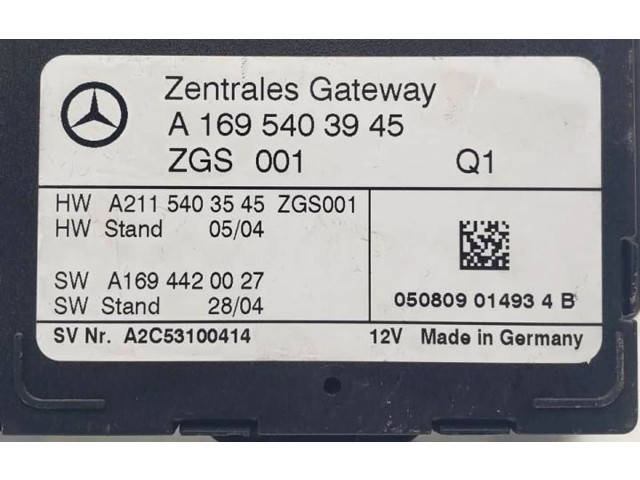 Zentrales Gateway
A 169 540 39 45
ZGS 001 Q1
HW A211 540 35 45 ZGS001
HW Stand 05/04
SW A169 442 00 27
SW Stand 28/04
050809 01493 4 B
SV Nr. A2C53100414 12V Made in Germany